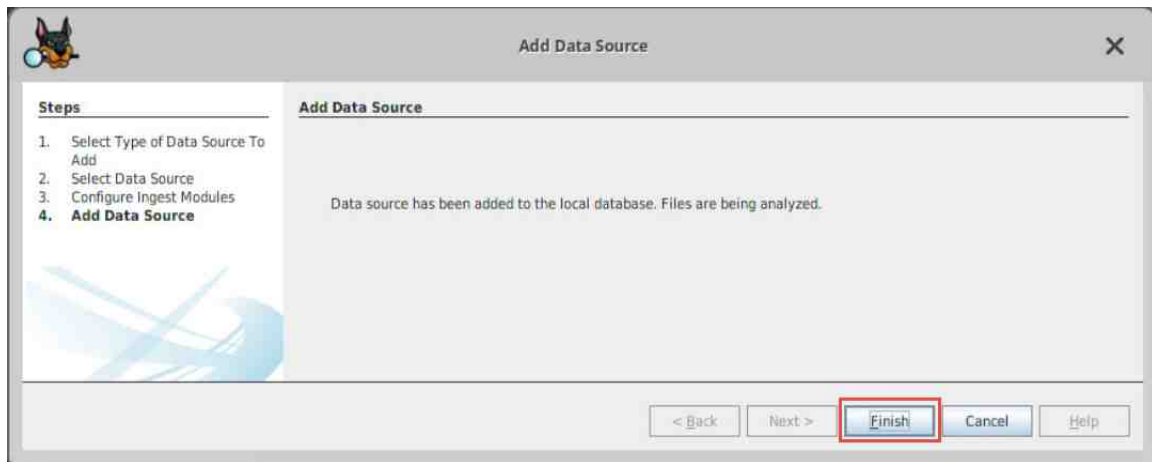 Add Data Source
Steps
1. Select Type of Data Source To
Add
2. Select Data Source
3. Configure Ingest Modules
4. Add Data Source
Add Data Source
Data source has been added to the local database. Files are being analyzed.
< Back Next > Finish Cancel Help